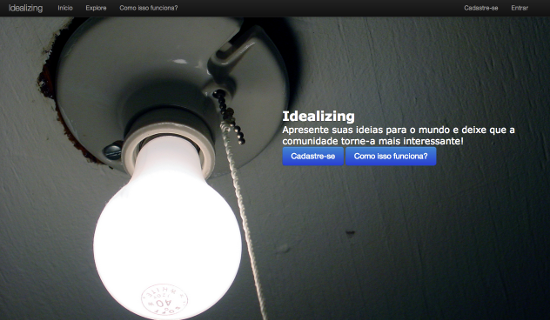 idealizing Início Explore Como isso funciona? Cadastre-se Entrar
Idealizing
Apresente suas ideias para o mundo e deixe que a
comunidade torne-a mais interessante!
Cadastre-se Como isso funciona?
40